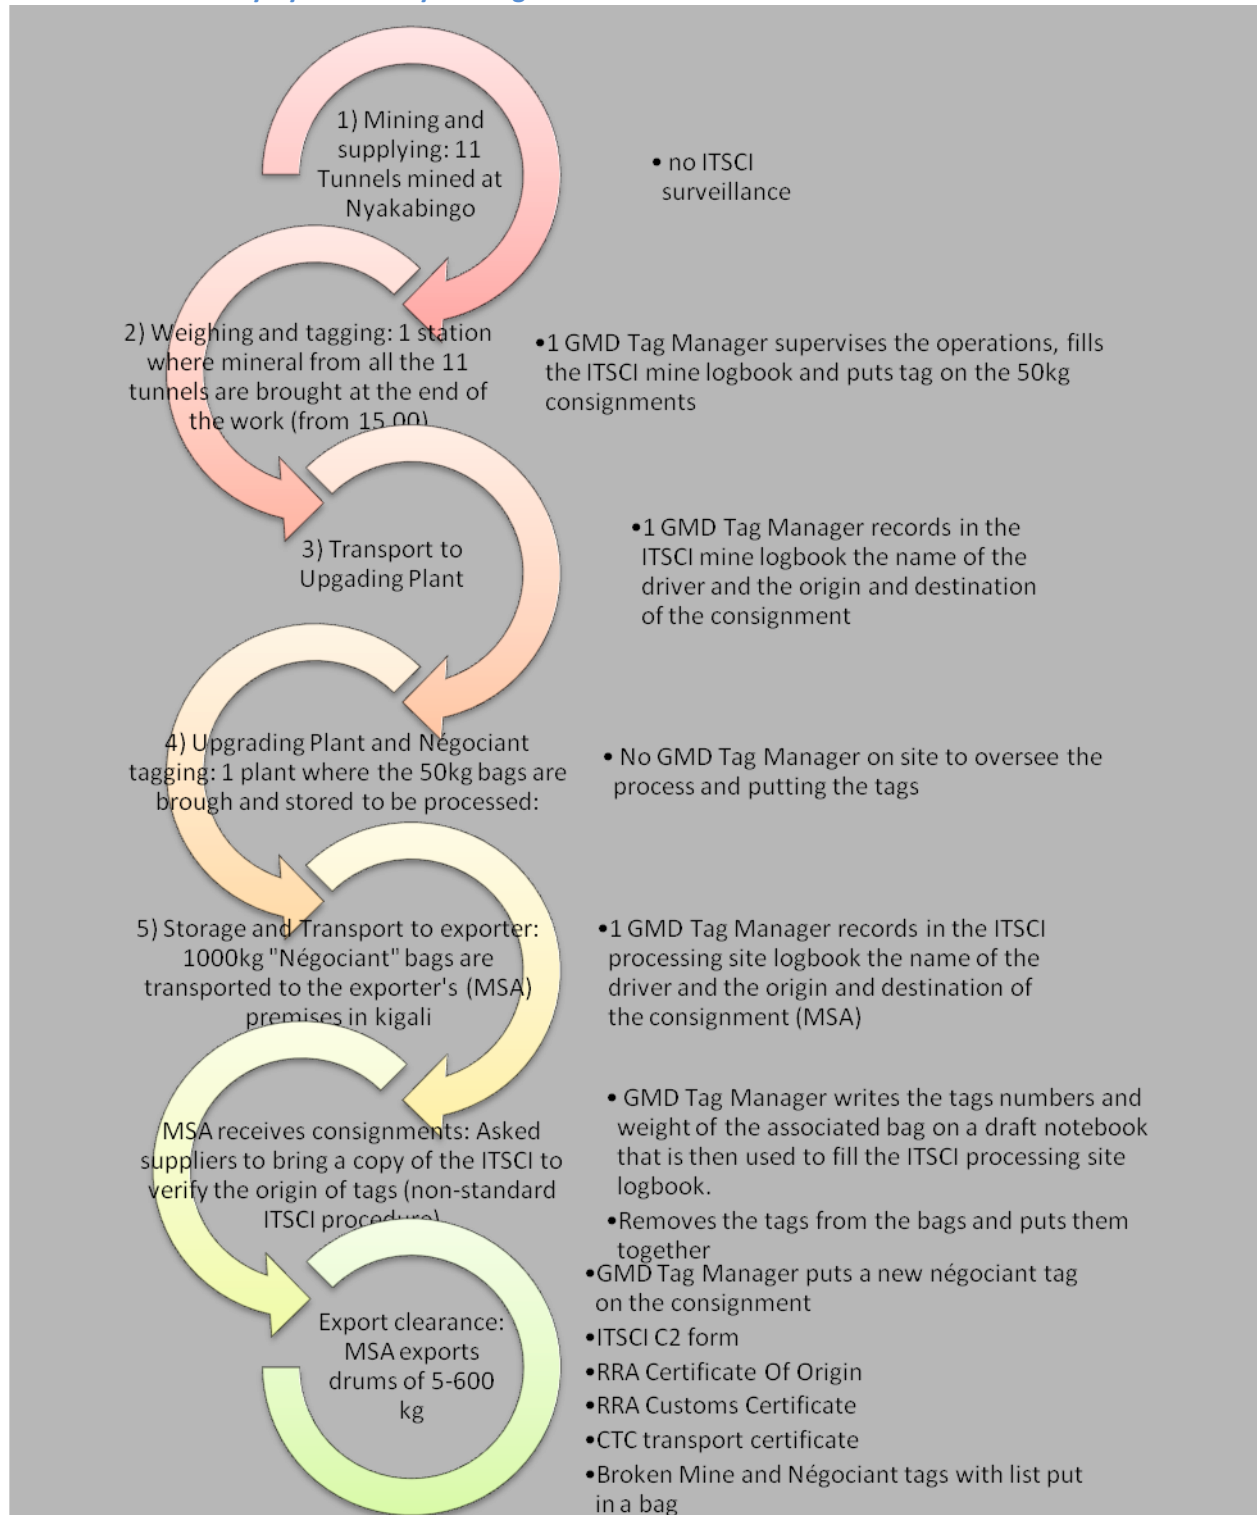 1) Mining and
supplying: 11
Tunnels mined at
Nyakabingo
• no ITSCI
surveillance
2) Weighing and tagging: 1 station
where mineral from all the 11
tunnels are brought at the end of
the work (from 15.00)
•1 GMD Tag Manager supervises the operations, fills
the ITSCI mine logbook and puts tag on the 50kg
consignments
3) Transport to
Upgading Plant
•1 GMD Tag Manager records in the
ITSCI mine logbook the name of the
driver and the origin and destination
of the consignment
4) Upgrading Plant and Négociant
tagging: 1 plant where the 50kg bags are
brough and stored to be processed:
• No GMD Tag Manager on site to oversee the
process and putting the tags
5) Storage and Transport to exporter:
1000kg "Négociant" bags are
transported to the exporter's (MSA)
premises in kigali
•1 GMD Tag Manager records in the ITSCI
processing site logbook the name of the
driver and the origin and destination of
the consignment (MSA)
MSA receives consignments: Asked
suppliers to bring a copy of the ITSCI to
verify the origin of tags (non-standard
ITSCI procedure)
• GMD Tag Manager writes the tags numbers and
weight of the associated bag on a draft notebook
that is then used to fill the ITSCI processing site
logbook.
•Removes the tags from the bags and puts them
together
Export clearance:
MSA exports
drums of 5-600
kg
•GMD Tag Manager puts a new négociant tag
on the consignment
•ITSCI C2 form
•RRA Certificate Of Origin
•RRA Customs Certificate
•CTC transport certificate
•Broken Mine and Négociant tags with list put
in a bag